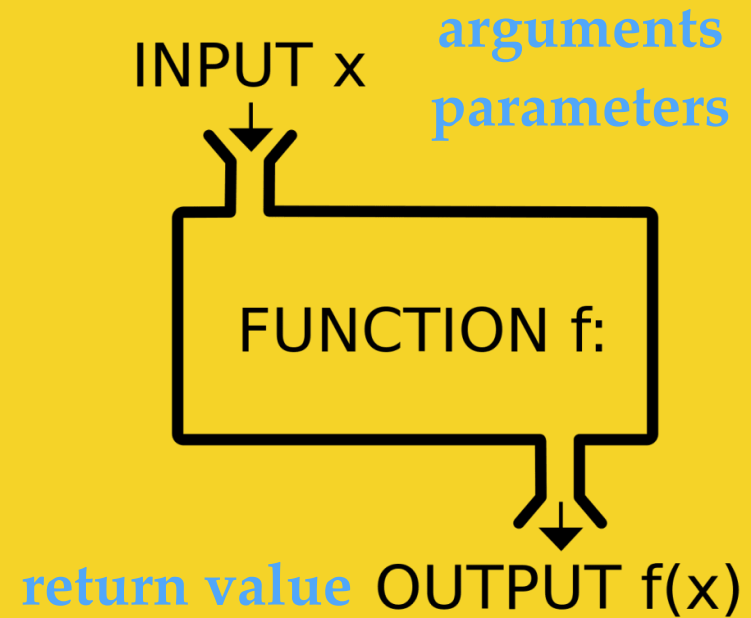 arguments
INPUT x
parameters
FUNCTION f:
return value OUTPUT f(x)